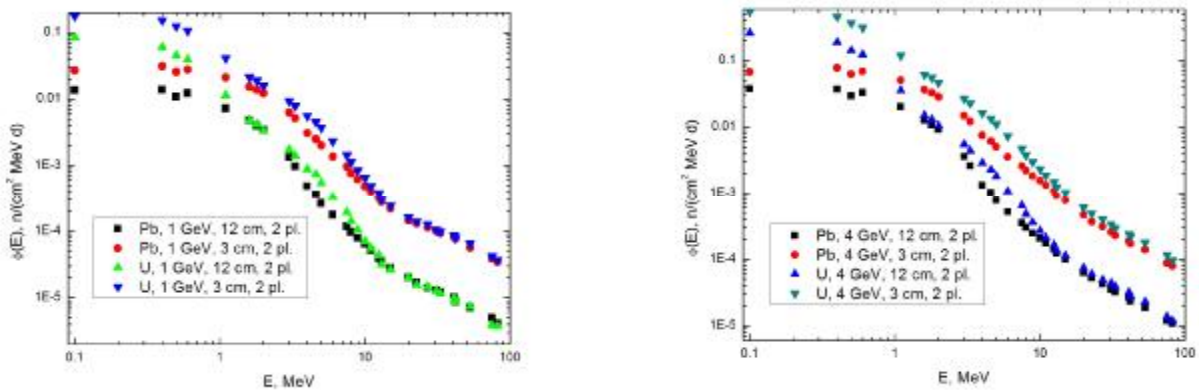 0.1
0.01
1E-3
1E-4
1E-5
ϕ(E), n/(cm² MeV d)
Pb, 1 GeV, 12 cm, 2 pl.
Pb, 1 GeV, 3 cm, 2 pl.
U, 1 GeV, 12 cm, 2 pl.
U, 1 GeV, 3 cm, 2 pl.
0.1 1 10 100
E, MeV
0.1
0.01
1E-3
1E-4
1E-5
1E-6
ϕ(E), n/(cm² MeV d)
Pb, 4 GeV, 12 cm, 2 pl.
Pb, 4 GeV, 3 cm, 2 pl.
U, 4 GeV, 12 cm, 2 pl.
U, 4 GeV, 3 cm, 2 pl.
0.1 1 10 100
E, MeV